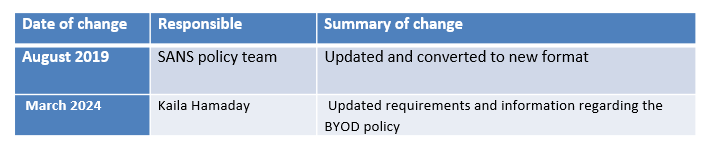 Date of change Responsible Summary of change
August 2019 SANS policy team Updated and converted to new format
March 2024 Kaila Hamaday Updated requirements and information regarding the
BYOD policy